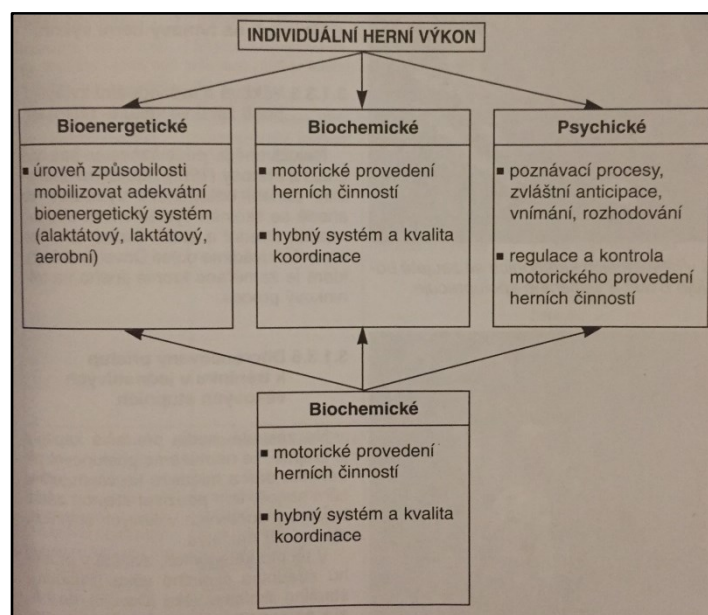 INDIVIDUÁLNÍ HERNÍ VÝKON
Bioenergetické
▪ úroveň způsobilosti
mobilizovat adekvátní
bioenergetický systém
(alaktátový, laktátový,
aerobní)
Biochemické
▪ motorické provedení
herních činností
▪ hybný systém a kvalita
koordinace
Psychické
▪ poznávací procesy,
zvláštní anticipace,
vnímání, rozhodování
▪ regulace a kontrola
motorického provedení
herních činností
Biochemické
▪ motorické provedení
herních činností
▪ hybný systém a kvalita
koordinace